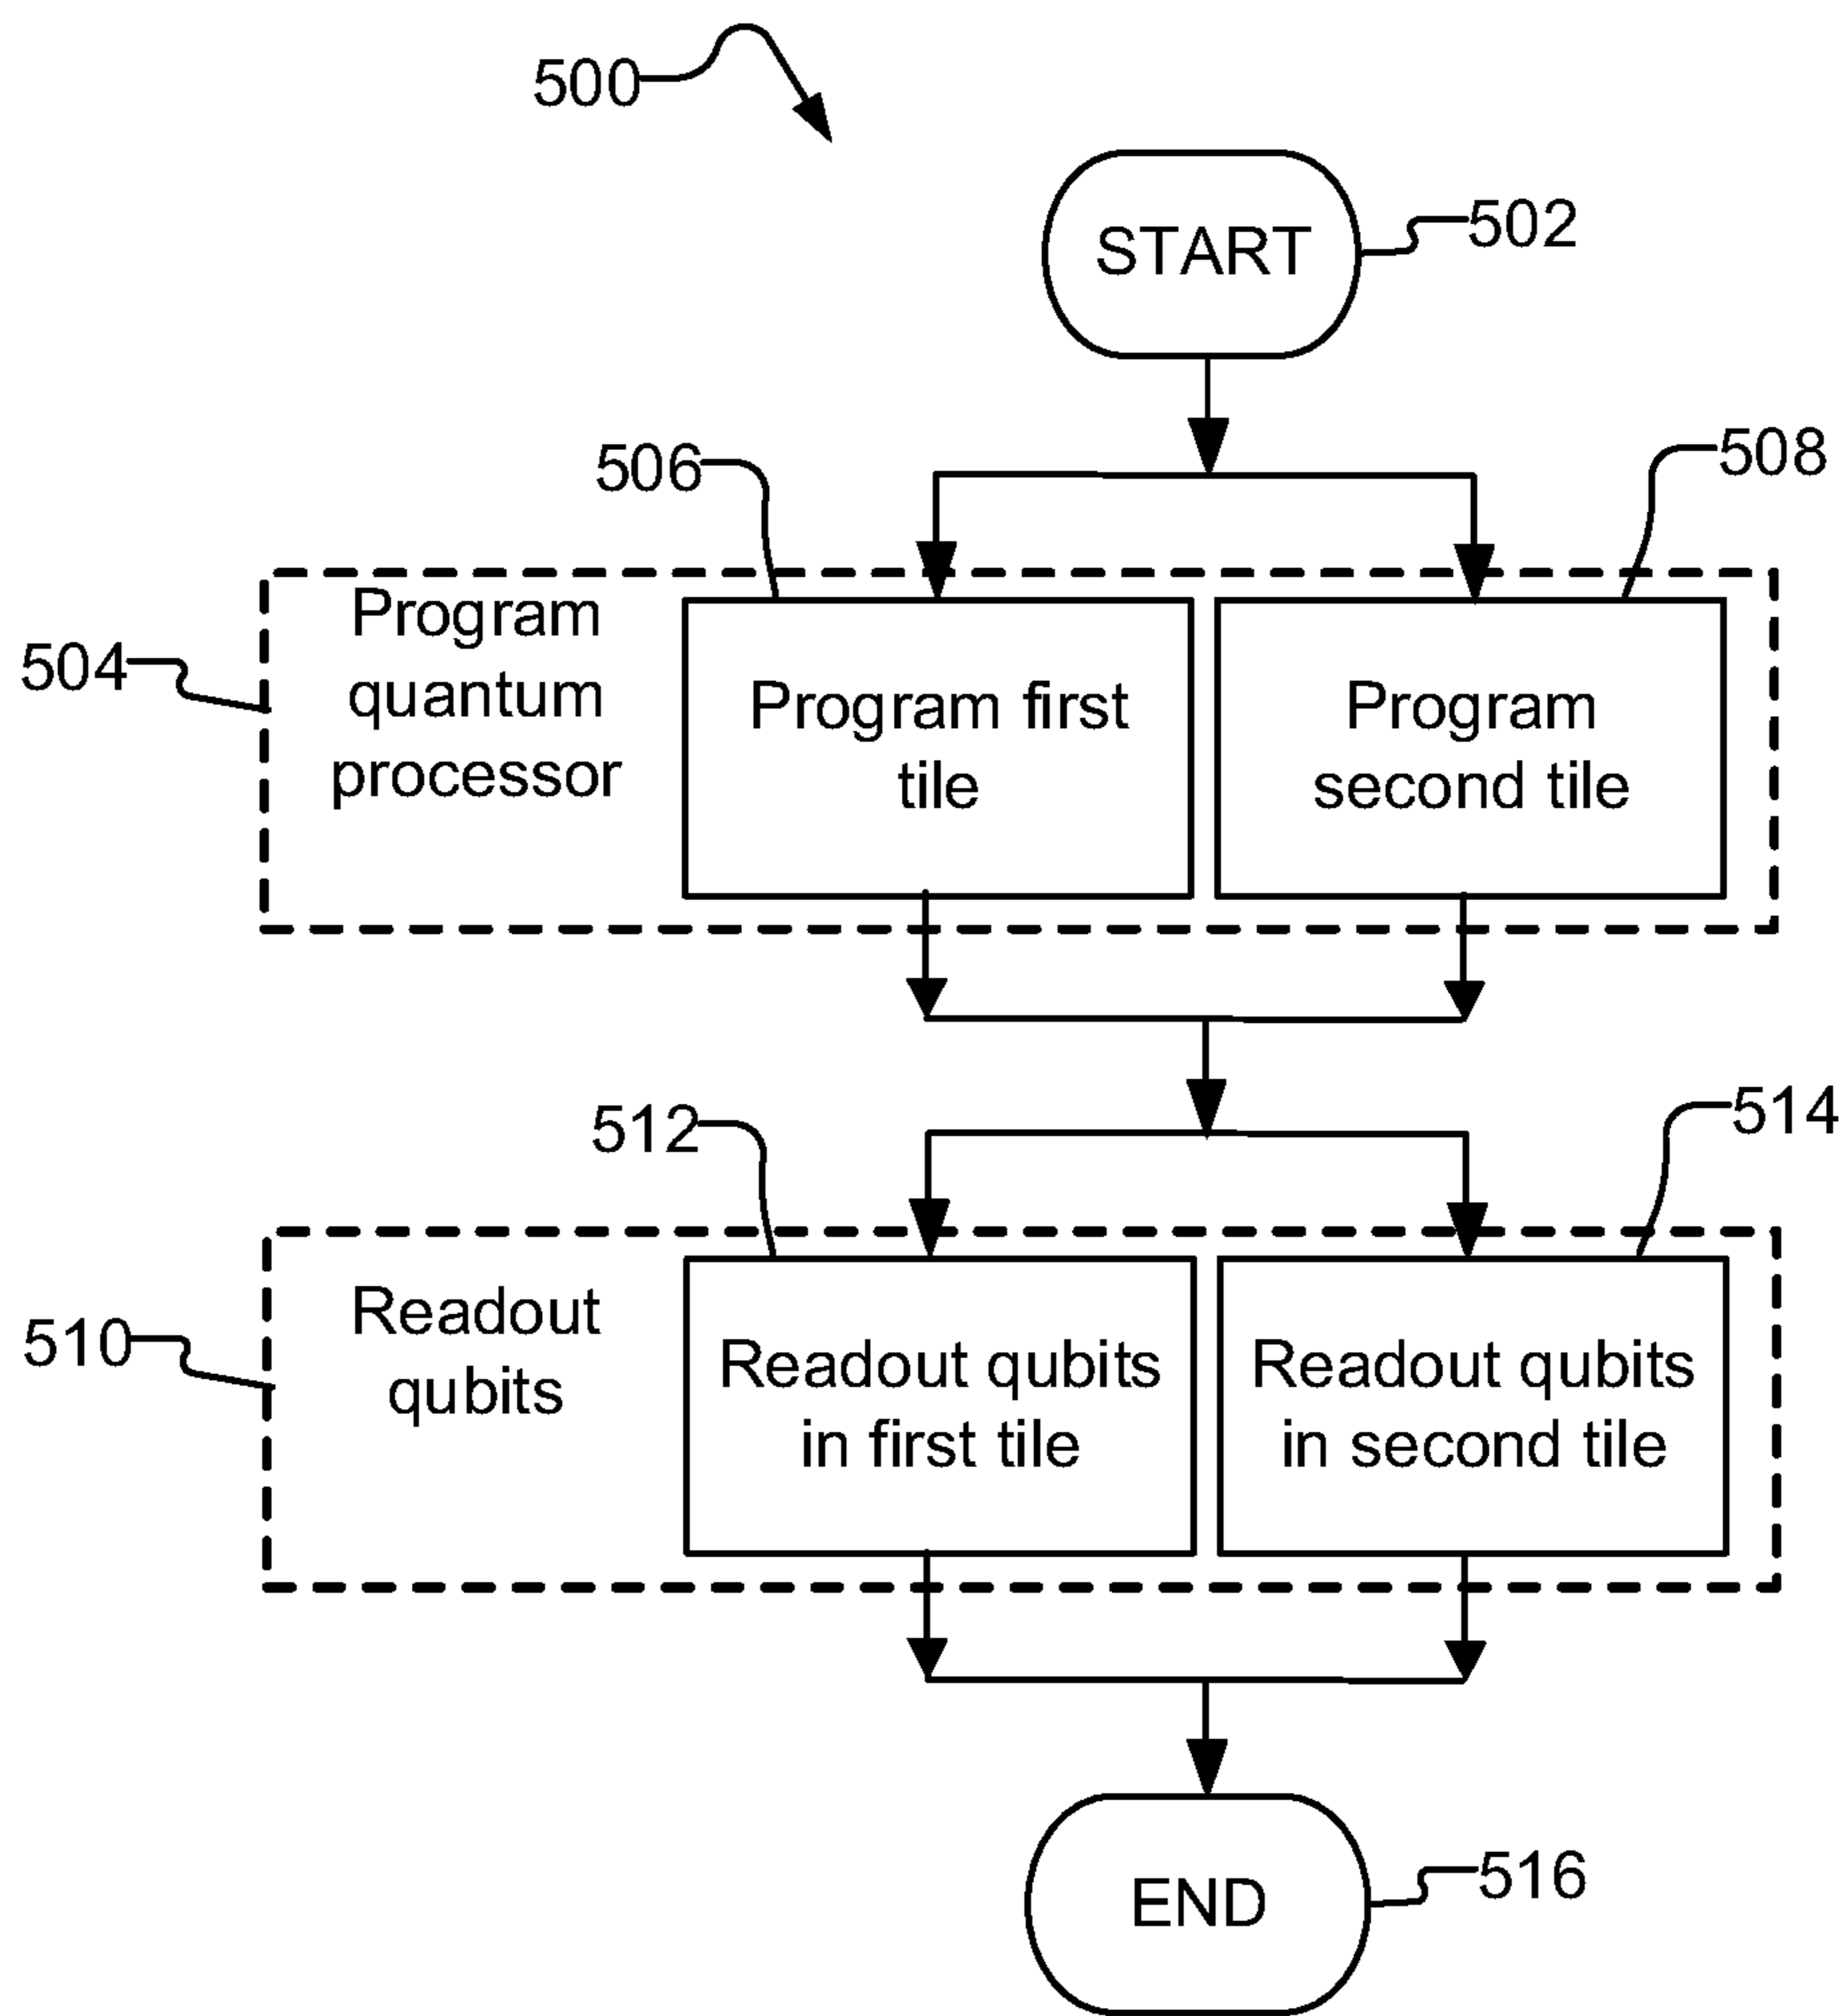 500
START
502
506
508
504
Program
quantum
processor
Program first
tile
Program
second tile
512
514
510
Readout
qubits
Readout qubits
in first tile
Readout qubits
in second tile
END
516